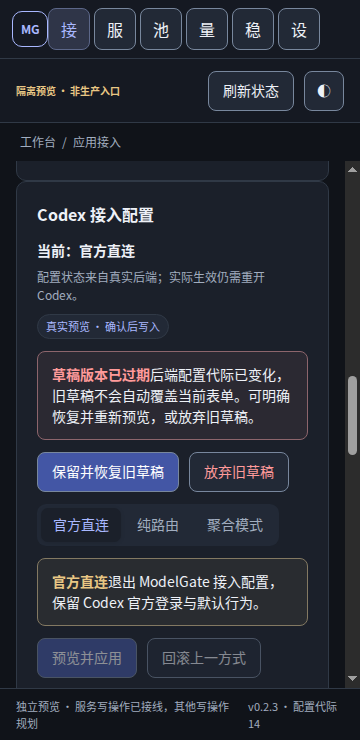 MG 接 服 池 量 稳 设
隔离预览 · 非生产入口 刷新状态
工作台 / 应用接入
Codex 接入配置
当前：官方直连
配置状态来自真实后端；实际生效仍需重开
Codex。
真实预览 · 确认后写入
草稿版本已过期后端配置代际已变化，
旧草稿不会自动覆盖当前表单。可明确
恢复并重新预览，或放弃旧草稿。
保留并恢复旧草稿 放弃旧草稿
官方直连 纯路由 聚合模式
官方直连退出 ModelGate 接入配置，
保留 Codex 官方登录与默认行为。
预览并应用 回滚上一方式
独立预览 · 服务写操作已接线，其他写操作
规划
v0.2.3 · 配置代际
14